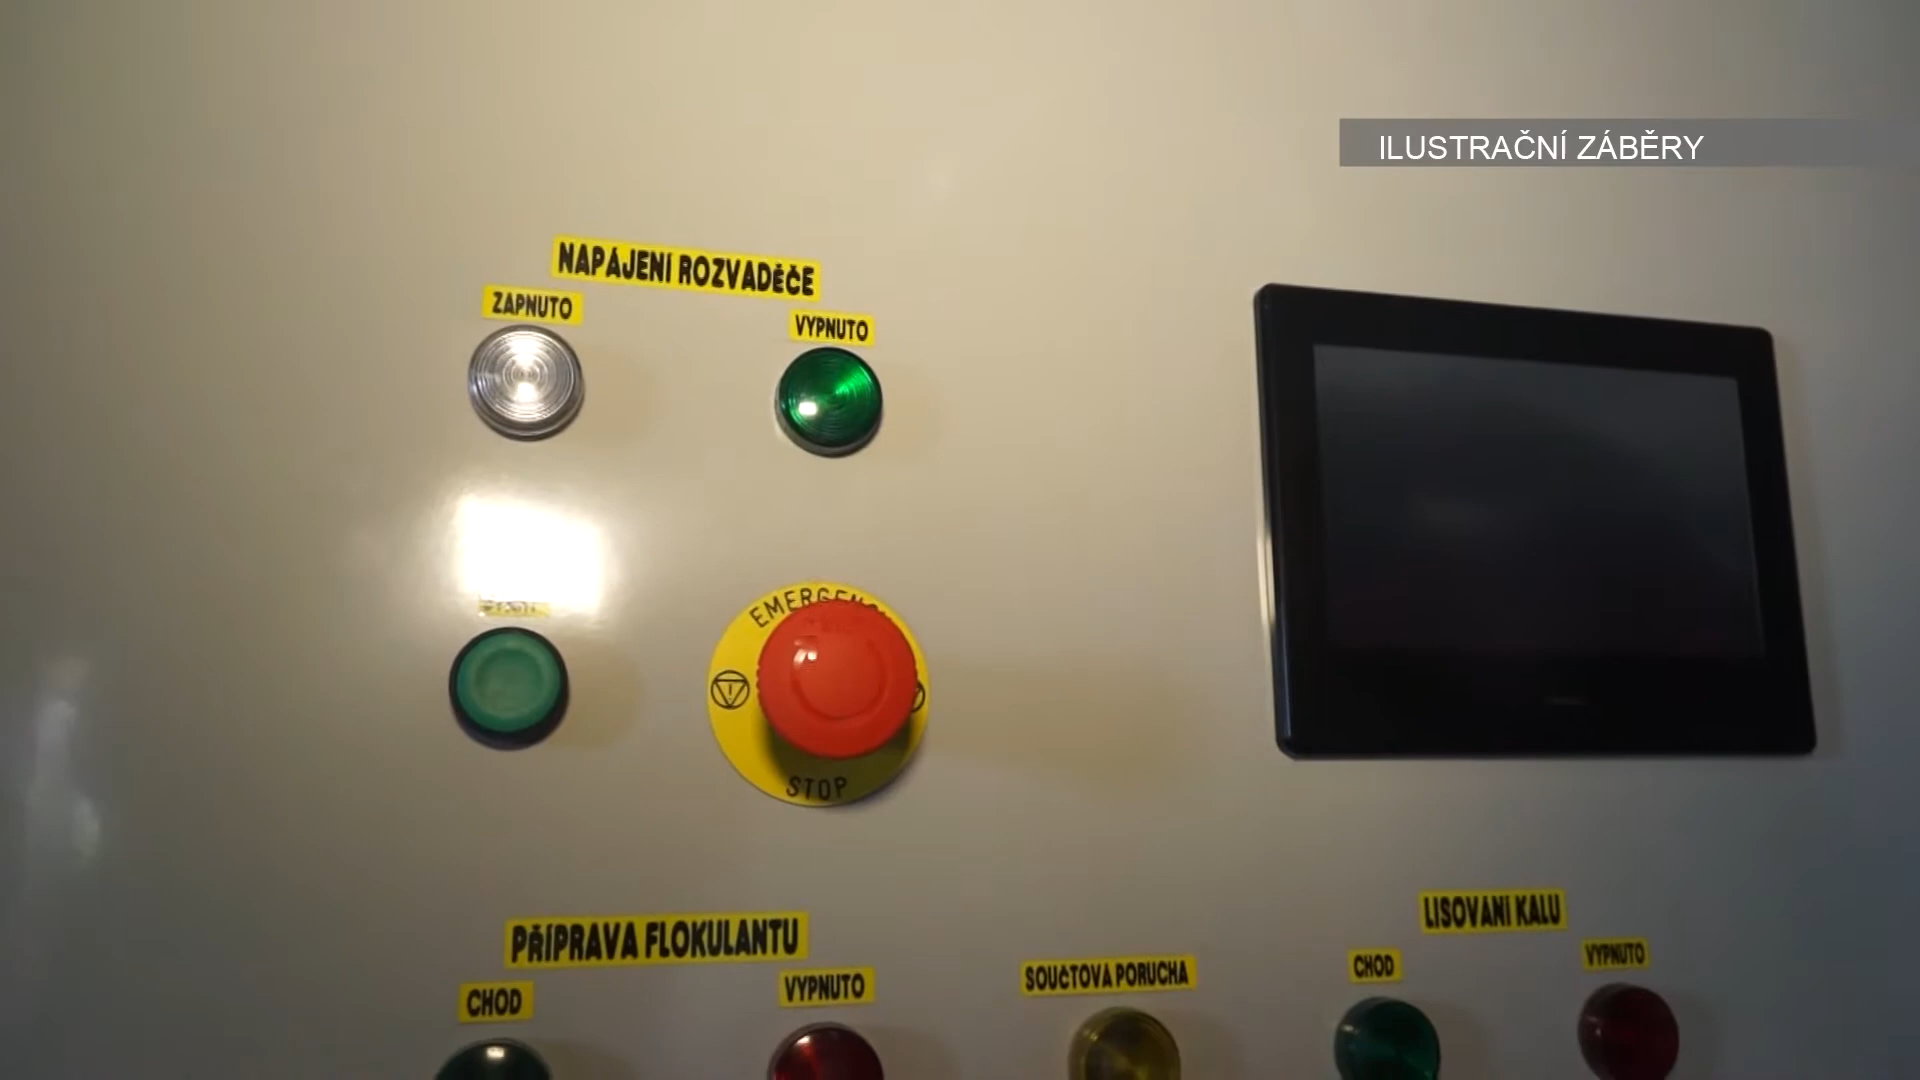 ILUSTRAČNÍ ZÁBĚRY
NAPÁJENÍ ROZVADĚČE
ZAPNUTO
VYPNUTO
STOP
PŘÍPRAVA FLOKULANTU
LISOVÁNÍ KALU
CHOD
VYPNUTO
SOUČTOVÁ PORUCHA
CHOD
VYPNUTO